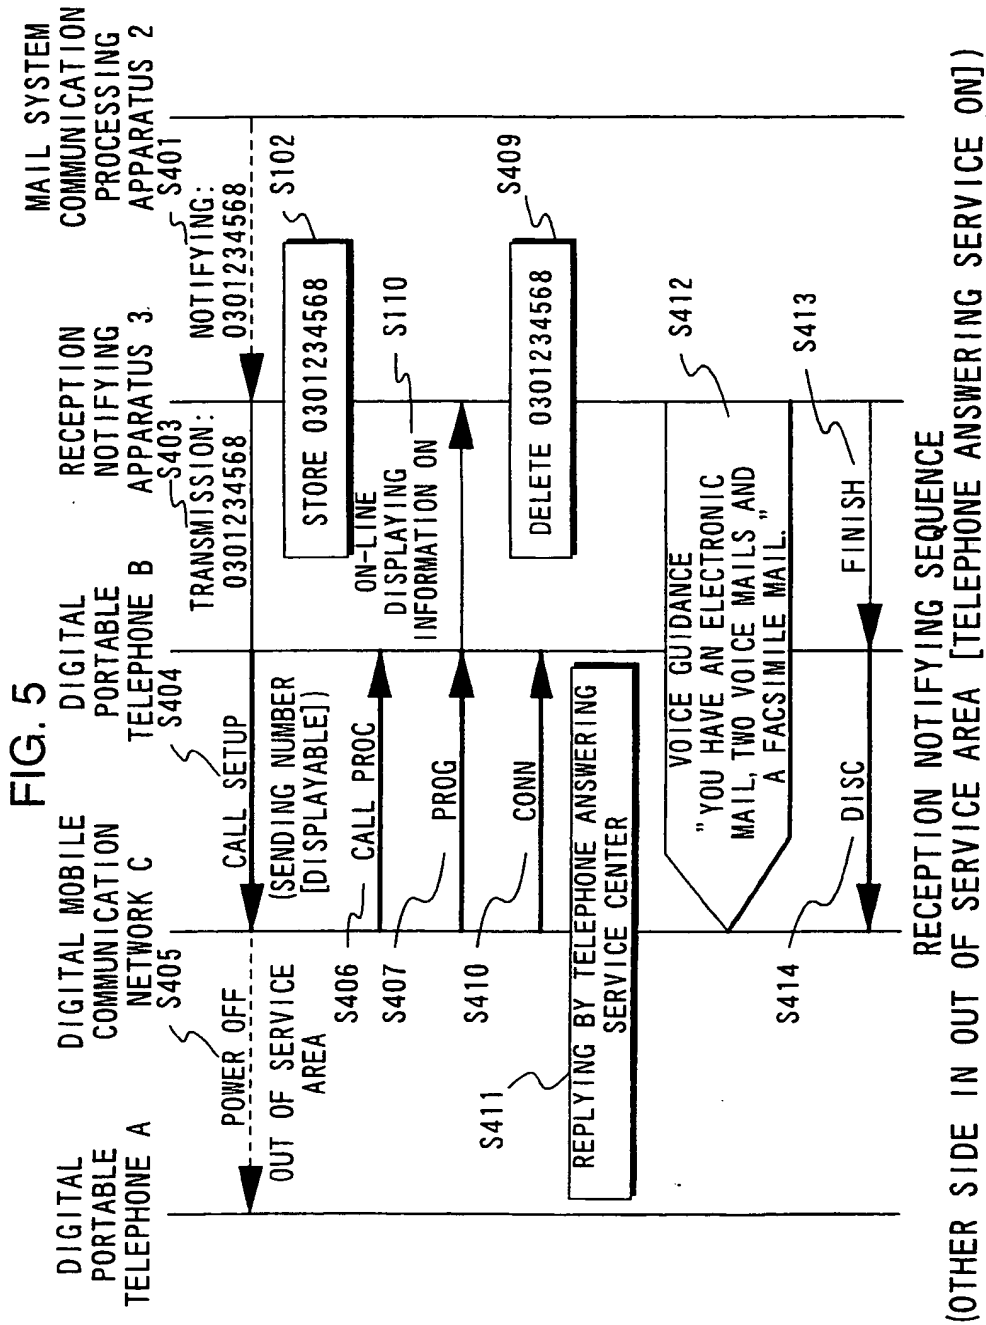 FIG. 5
DIGITAL
PORTABLE
TELEPHONE A
DIGITAL MOBILE
COMMUNICATION
NETWORK C
DIGITAL
PORTABLE
TELEPHONE B
RECEPTION
NOTIFYING
APPARATUS 3
MAIL SYSTEM
COMMUNICATION
PROCESSING
APPARATUS 2
S405
S404
S403
S401
POWER OFF
CALL SETUP
TRANSMISSION:
0301234568
NOTIFYING:
0301234568
OUT OF SERVICE
AREA
(SENDING NUMBER
[DISPLAYABLE])
STORE 0301234568
S102
S406
CALL PROC
ON-LINE
DISPLAYING
INFORMATION ON
S110
S407
PROG
S410
CONN
DELETE 0301234568
S409
S411
REPLYING BY TELEPHONE ANSWERING
SERVICE CENTER
VOICE GUIDANCE
"YOU HAVE AN ELECTRONIC
MAIL, TWO VOICE MAILS AND
A FACSIMILE MAIL."
S412
S414
DISC
FINISH
S413
RECEPTION NOTIFYING SEQUENCE
(OTHER SIDE IN OUT OF SERVICE AREA [TELEPHONE ANSWERING SERVICE ON])